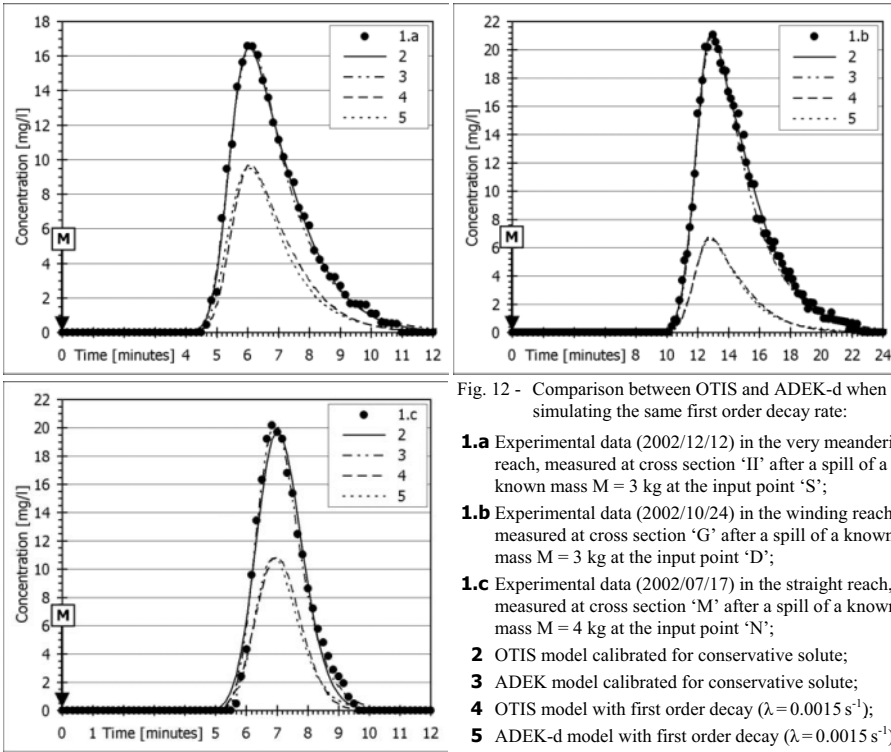 18
16
14
12
10
8
6
4
2
0
Concentration [mg/l]
M
1.a
2
3
4
5
0 Time [minutes] 4 5 6 7 8 9 10 11 12
22
20
18
16
14
12
10
8
6
4
2
0
Concentration [mg/l]
M
1.b
2
3
4
5
0 Time [minutes] 8 10 12 14 16 18 20 22 24
22
20
18
16
14
12
10
8
6
4
2
0
Concentration [mg/l]
M
1.c
2
3
4
5
0 1 Time [minutes] 5 6 7 8 9 10 11 12
Fig. 12 - Comparison between OTIS and ADEK-d when
simulating the same first order decay rate:
1.a Experimental data (2002/12/12) in the very meanderi
reach, measured at cross section ‘II’ after a spill of a
known mass M = 3 kg at the input point ‘S’;
1.b Experimental data (2002/10/24) in the winding reach
measured at cross section ‘G’ after a spill of a known
mass M = 3 kg at the input point ‘D’;
1.c Experimental data (2002/07/17) in the straight reach,
measured at cross section ‘M’ after a spill of a known
mass M = 4 kg at the input point ‘N’;
2 OTIS model calibrated for conservative solute;
3 ADEK model calibrated for conservative solute;
4 OTIS model with first order decay (λ = 0.0015 s⁻¹);
5 ADEK-d model with first order decay (λ = 0.0015 s⁻¹)